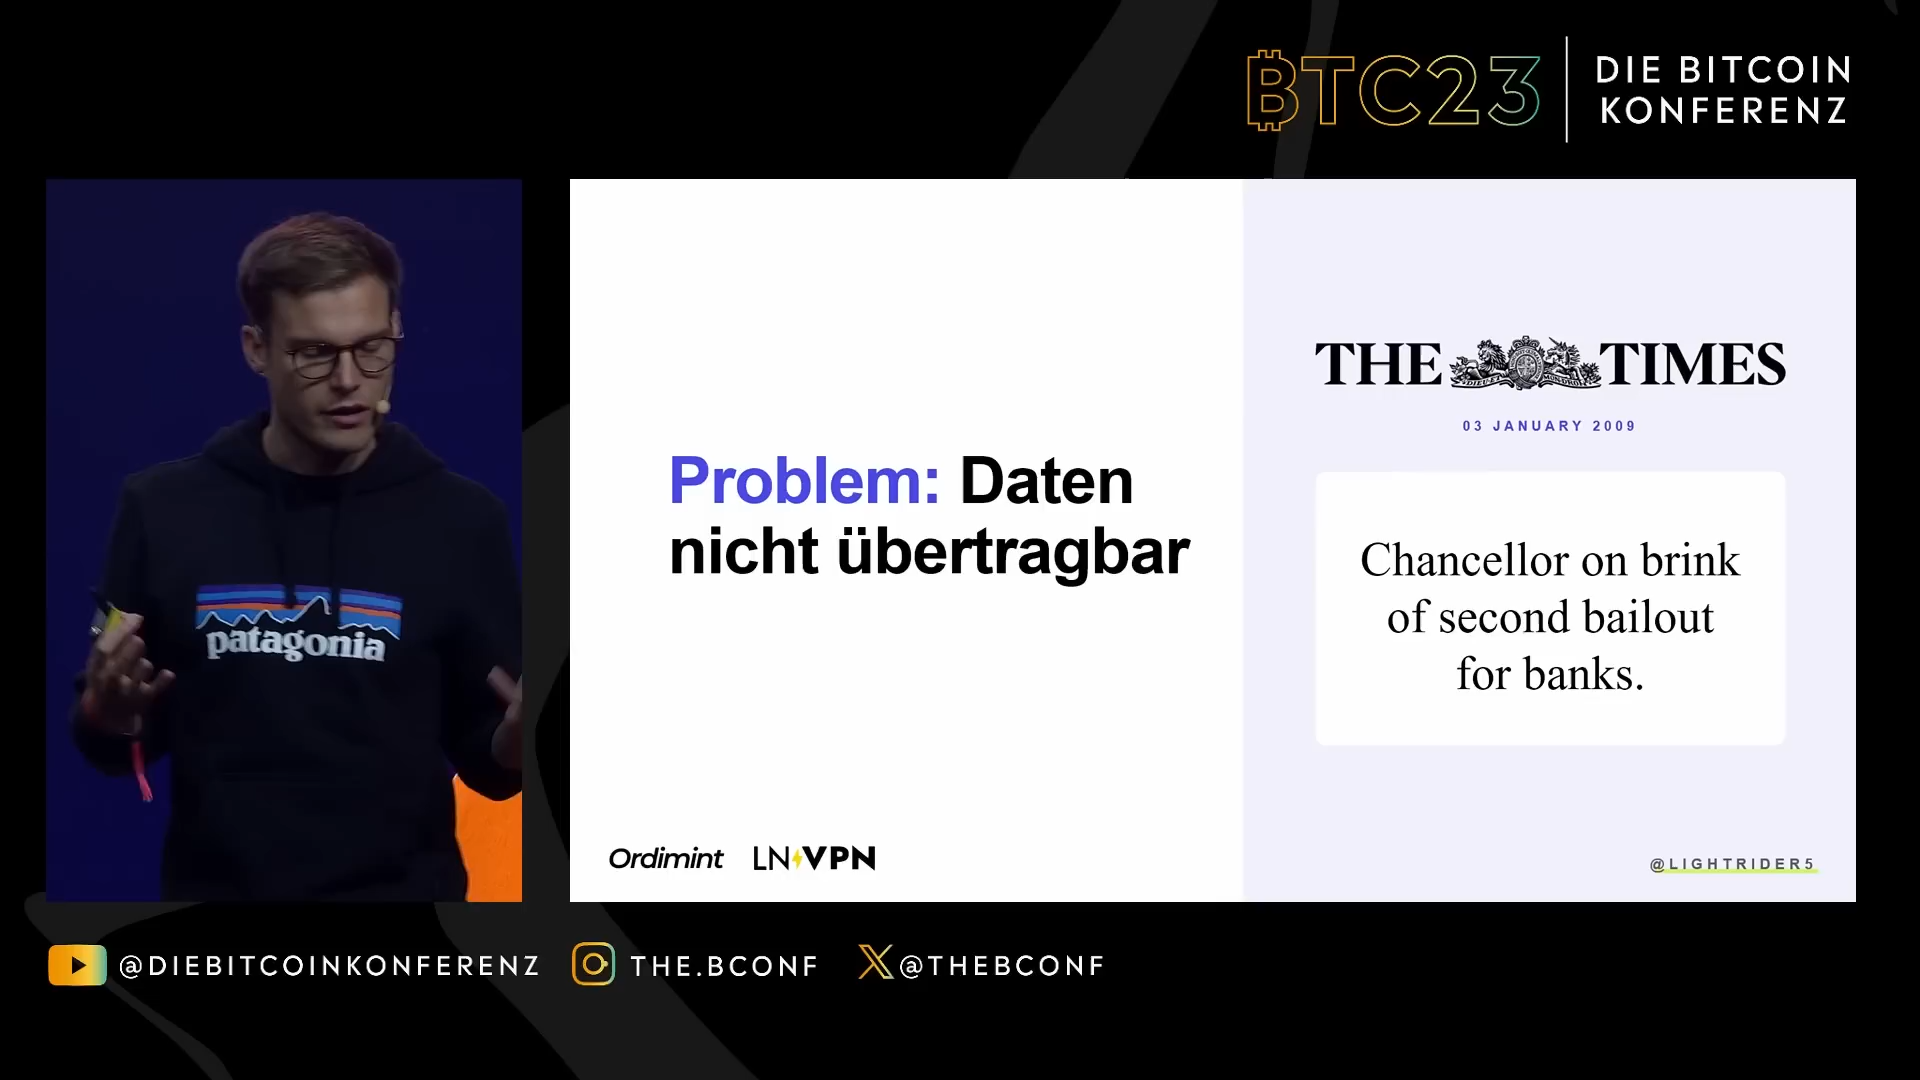 BTC23
DIE BITCOIN
KONFERENZ
patagonia
Problem: Daten
nicht übertragbar
Ordimint LN VPN
THE TIMES
03 JANUARY 2009
Chancellor on brink
of second bailout
for banks.
@LIGHTRIDER5
@DIEBITCOINKONFERENZ THE.BCONF @THEBCONF